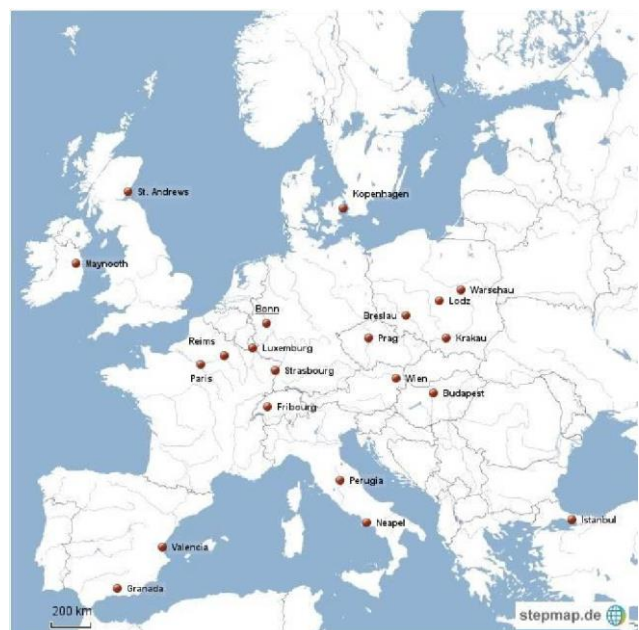 St. Andrews
Kopenhagen
Maynooth
Warschau
Lodz
Bonn
Breslau
Reims
Luxemburg
Prag
Krakau
Paris
Strasbourg
Wien
Budapest
Fribourg
Perugia
Neapel
Istanbul
Valencia
Granada
200 km
stepmap.de